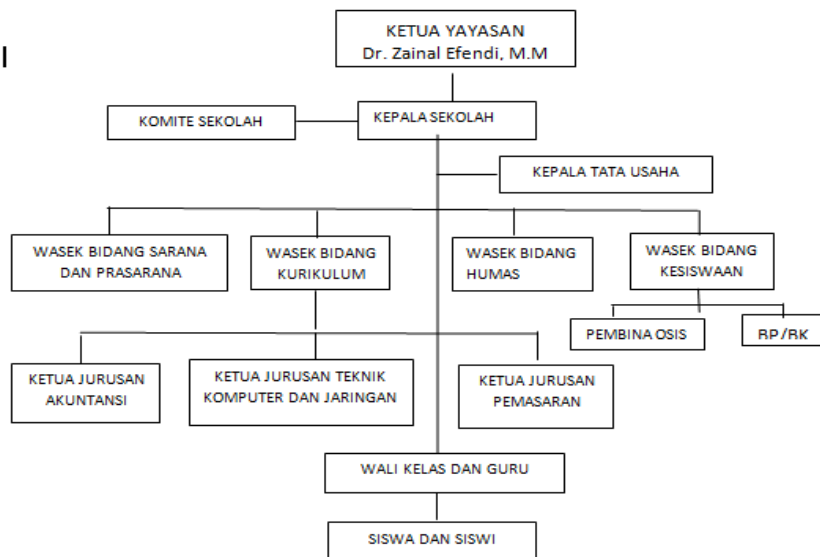 KETUA YAYASAN
Dr. Zainal Efendi, M.M
l
KOMITE SEKOLAH
KEPALA SEKOLAH
KEPALA TATA USAHA
WASEK BIDANG SARANA
DAN PRASARANA
WASEK BIDANG
KURIKULUM
WASEK BIDANG
HUMAS
WASEK BIDANG
KESISWAAN
PEMBINA OSIS
BP/BK
KETUA JURUSAN
AKUNTANSI
KETUA JURUSAN TEKNIK
KOMPUTER DAN JARINGAN
KETUA JURUSAN
PEMASARAN
WALI KELAS DAN GURU
SISWA DAN SISWI